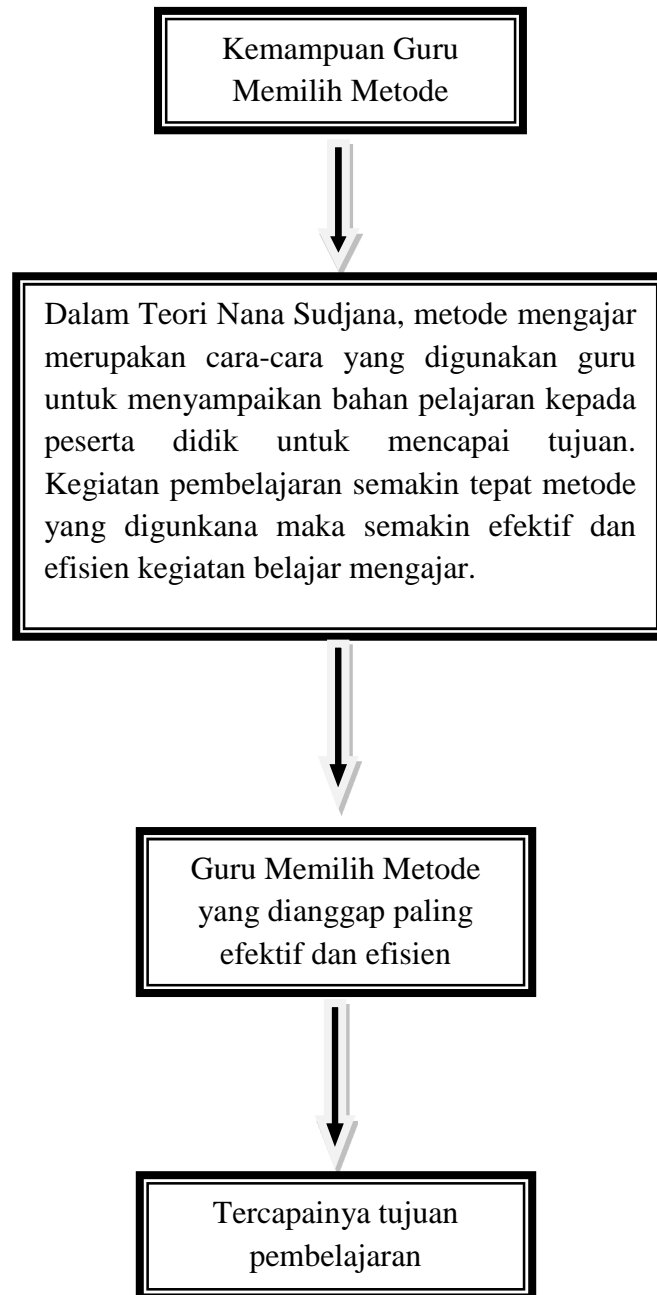 Kemampuan Guru
Memilih Metode
Dalam Teori Nana Sudjana, metode mengajar
merupakan cara-cara yang digunakan guru
untuk menyampaikan bahan pelajaran kepada
peserta didik untuk mencapai tujuan.
Kegiatan pembelajaran semakin tepat metode
yang digunkana maka semakin efektif dan
efisien kegiatan belajar mengajar.
Guru Memilih Metode
yang dianggap paling
efektif dan efisien
Tercapainya tujuan
pembelajaran